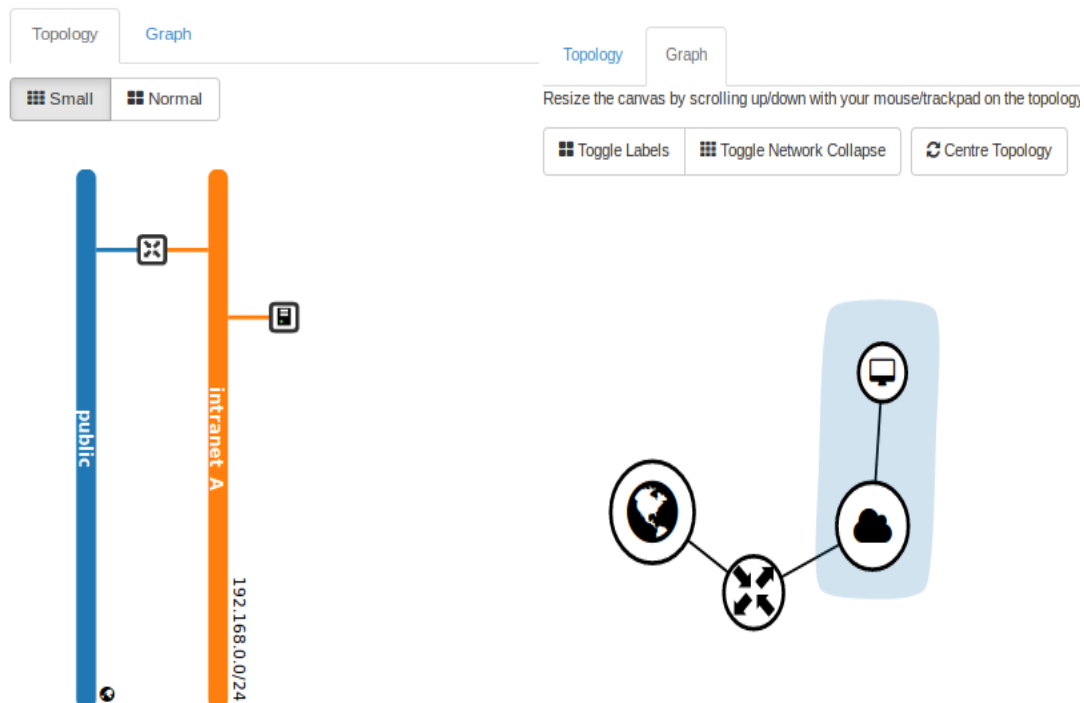 Topology Graph
Small Normal
public
intranet_A
192.168.0.0/24
Topology Graph
Resize the canvas by scrolling up/down with your mouse/trackpad on the topology
Toggle Labels Toggle Network Collapse Centre Topology